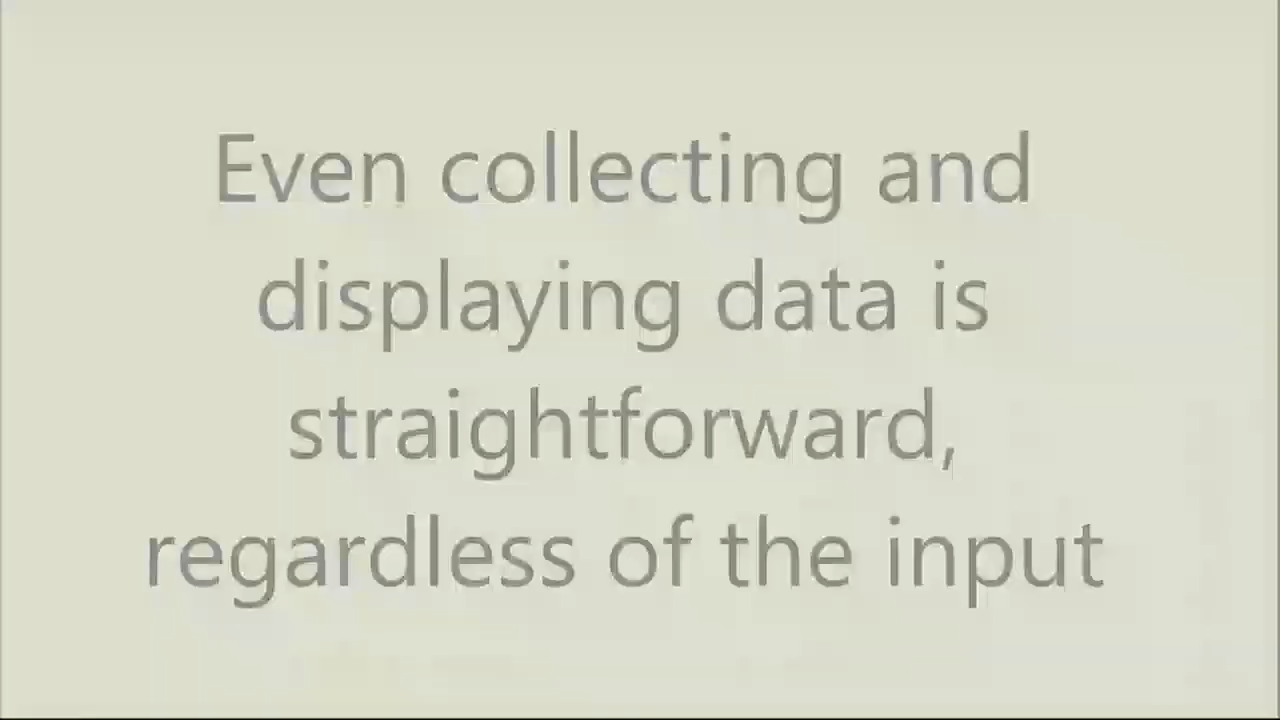 Even collecting and
displaying data is
straightforward,
regardless of the input